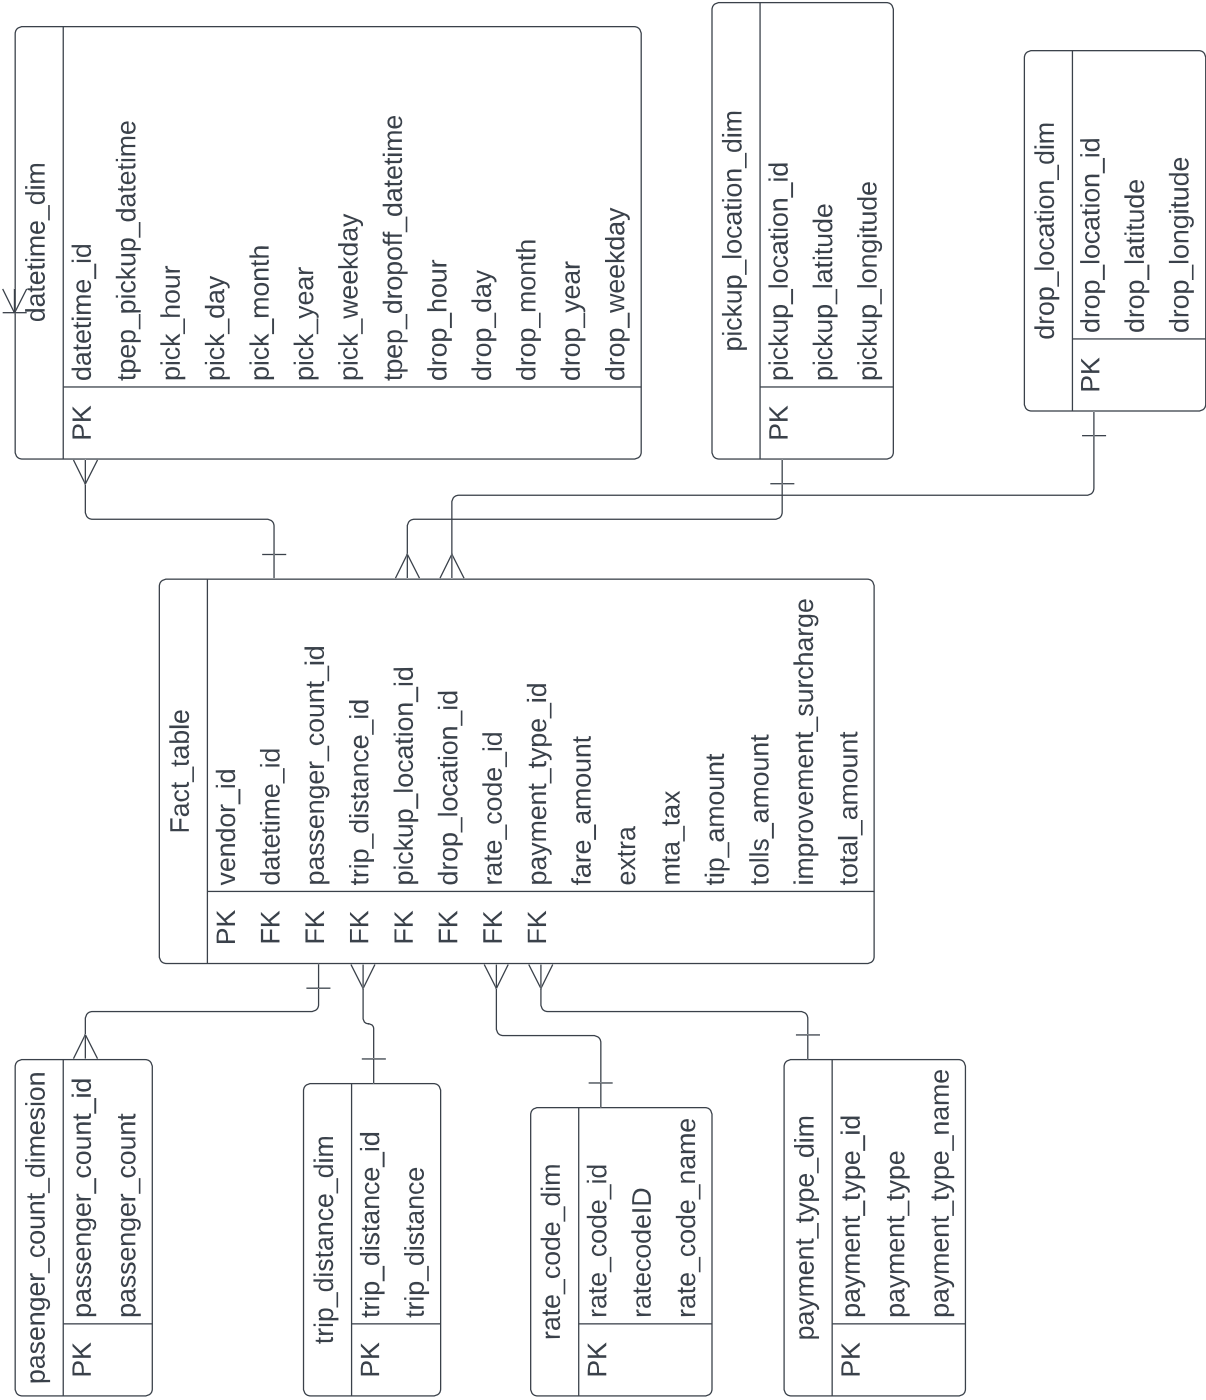 pasenger_count_dimesion
PK passenger_count_id
passenger_count
trip_distance_dim
PK trip_distance_id
trip_distance
rate_code_dim
PK rate_code_id
ratecodeID
rate_code_name
payment_type_dim
PK payment_type_id
payment_type
payment_type_name
Fact_table
PK vendor_id
FK datetime_id
FK passenger_count_id
FK trip_distance_id
FK pickup_location_id
FK drop_location_id
FK rate_code_id
FK payment_type_id
fare_amount
extra
mta_tax
tip_amount
tolls_amount
improvement_surcharge
total_amount
datetime_dim
PK datetime_id
tpep_pickup_datetime
pick_hour
pick_day
pick_month
pick_year
pick_weekday
tpep_dropoff_datetime
drop_hour
drop_day
drop_month
drop_year
drop_weekday
pickup_location_dim
PK pickup_location_id
pickup_latitude
pickup_longitude
drop_location_dim
PK drop_location_id
drop_latitude
drop_longitude